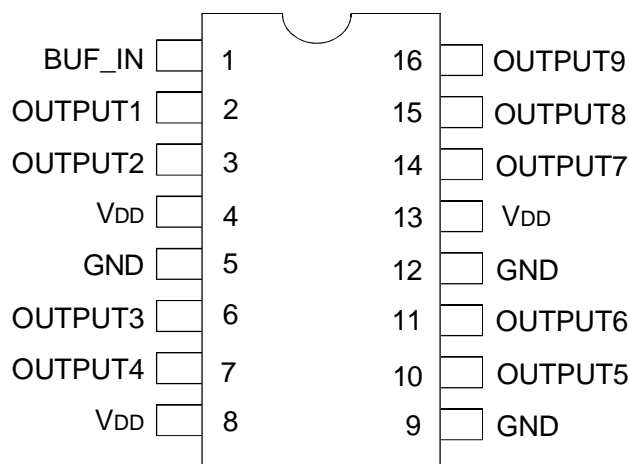 BUF_IN 1 16 OUTPUT9
OUTPUT1 2 15 OUTPUT8
OUTPUT2 3 14 OUTPUT7
VDD 4 13 VDD
GND 5 12 GND
OUTPUT3 6 11 OUTPUT6
OUTPUT4 7 10 OUTPUT5
VDD 8 9 GND